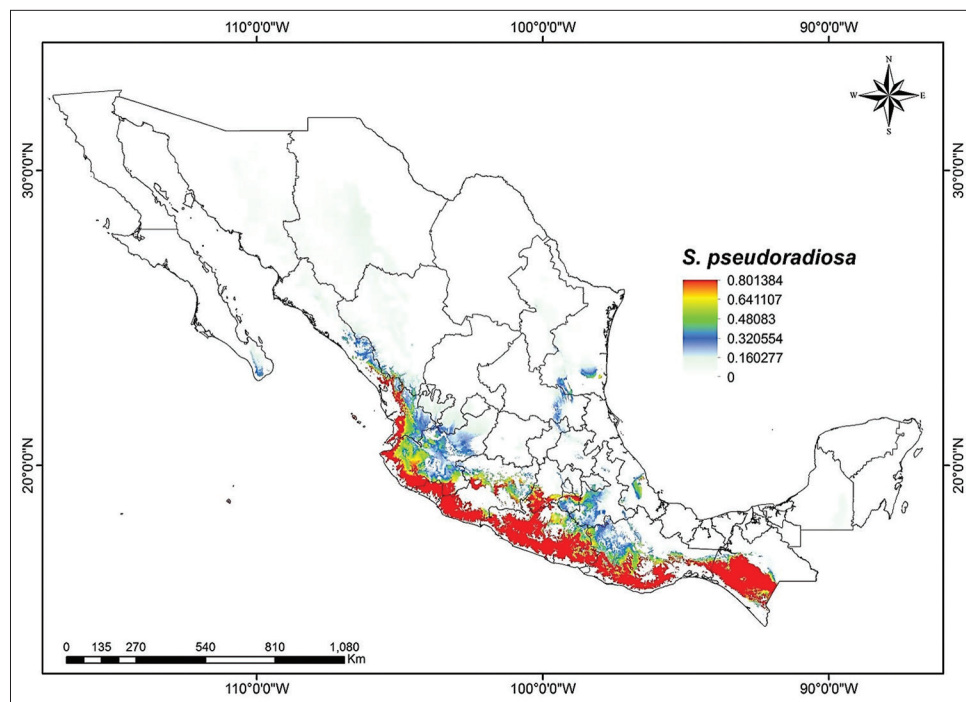 110°0'0"W 100°0'0"W 90°0'0"W
N
W E
S
30°0'0"N 30°0'0"N
S. pseudoradiosa
0.801384
0.641107
0.48083
0.320554
0.160277
0
20°0'0"N 20°0'0"N
0 135 270 540 810 1,080
Km
110°0'0"W 100°0'0"W 90°0'0"W